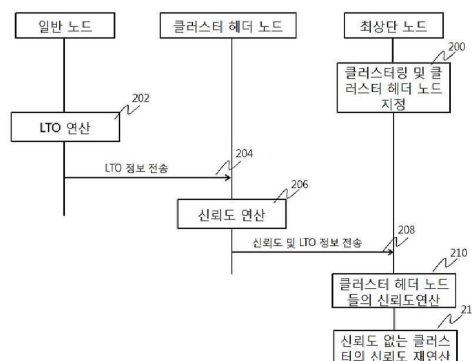 일반 노드
클러스터 헤더 노드
최상단 노드
200
클러스터링 및 클
러스터 헤더 노드
지정
202
LTO 연산
LTO 정보 전송
204
206
신뢰도 연산
신뢰도 및 LTO 정보 전송
208
210
클러스터 헤더 노드
들의 신뢰도연산
21
신뢰도 없는 클러스
터의 신뢰도 재연산